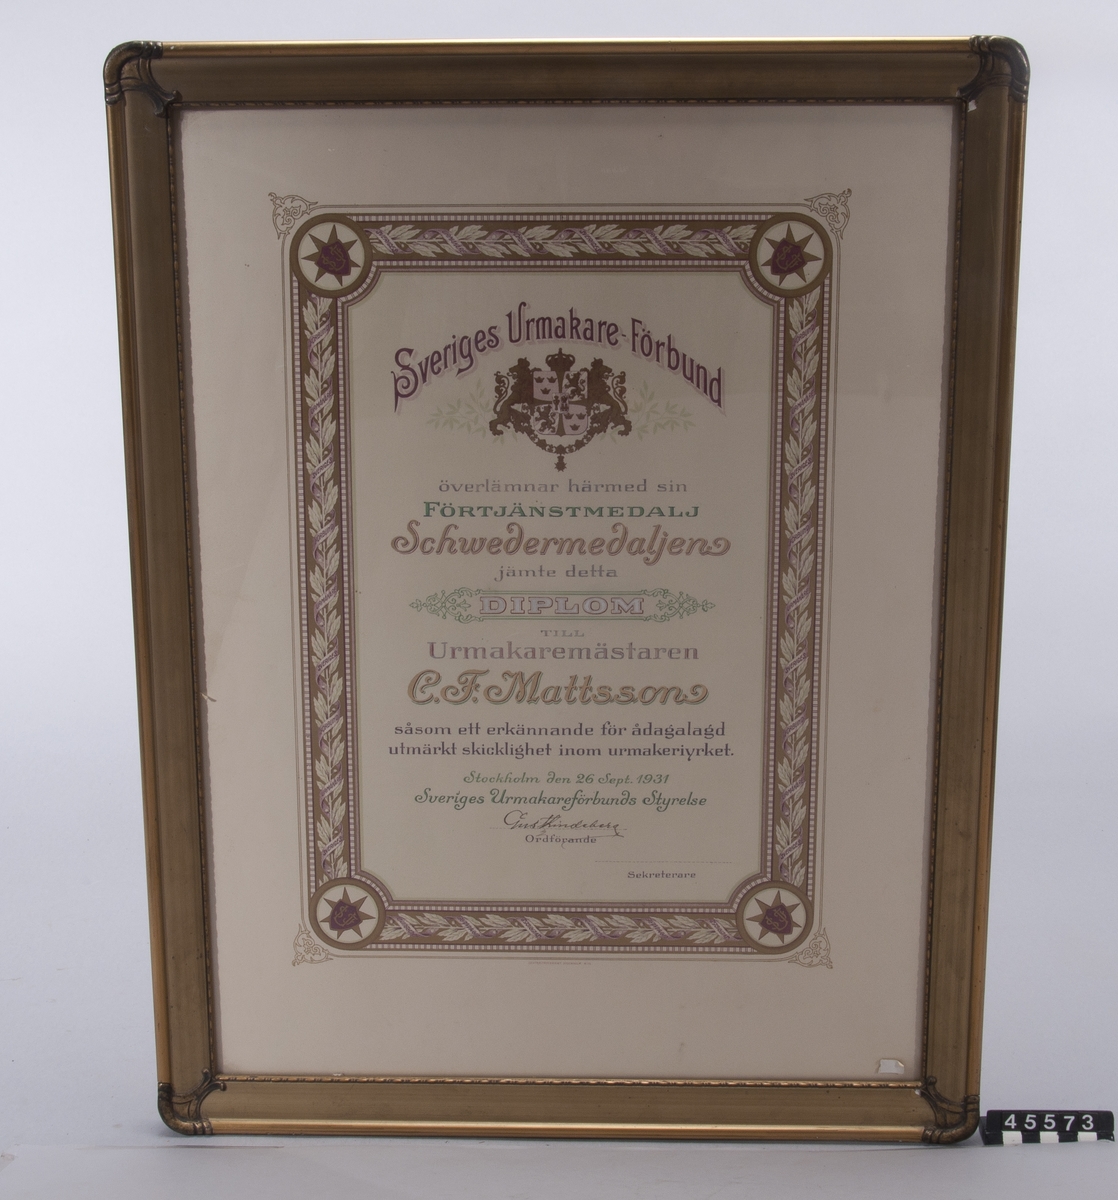 Sveriges Urmakare-Förbund
överlämnar härmed sin
FÖRTJÄNSTMEDALJ
Schwedermedaljen
jämte detta
DIPLOM
TILL
Urmakaremästaren
C.F. Mattsson
såsom ett erkännande för ådagalagd
utmärkt skicklighet inom urmakeriyrket.
Stockholm den 26 Sept. 1931
Sveriges Urmakareförbunds Styrelse
Ordförande
Sekreterare
45573